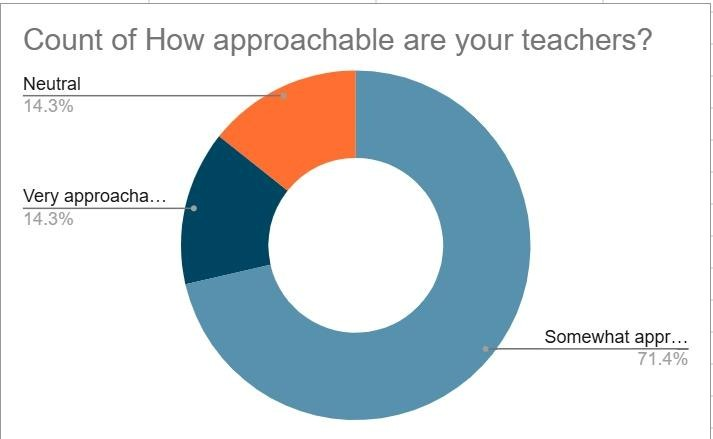 Count of How approachable are your teachers?
Neutral
14.3%
Very approacha…
14.3%
Somewhat appr…
71.4%